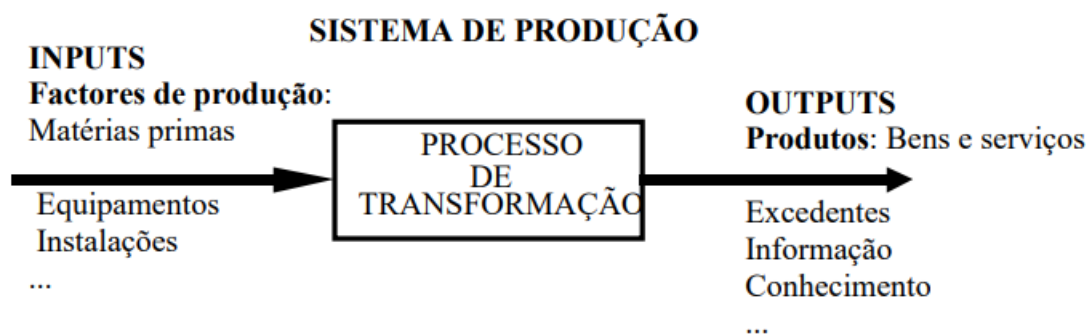 SISTEMA DE PRODUÇÃO
INPUTS
Factores de produção:
Matérias primas
Equipamentos
Instalações
...
PROCESSO
DE
TRANSFORMAÇÃO
OUTPUTS
Produtos: Bens e serviços
Excedentes
Informação
Conhecimento
...